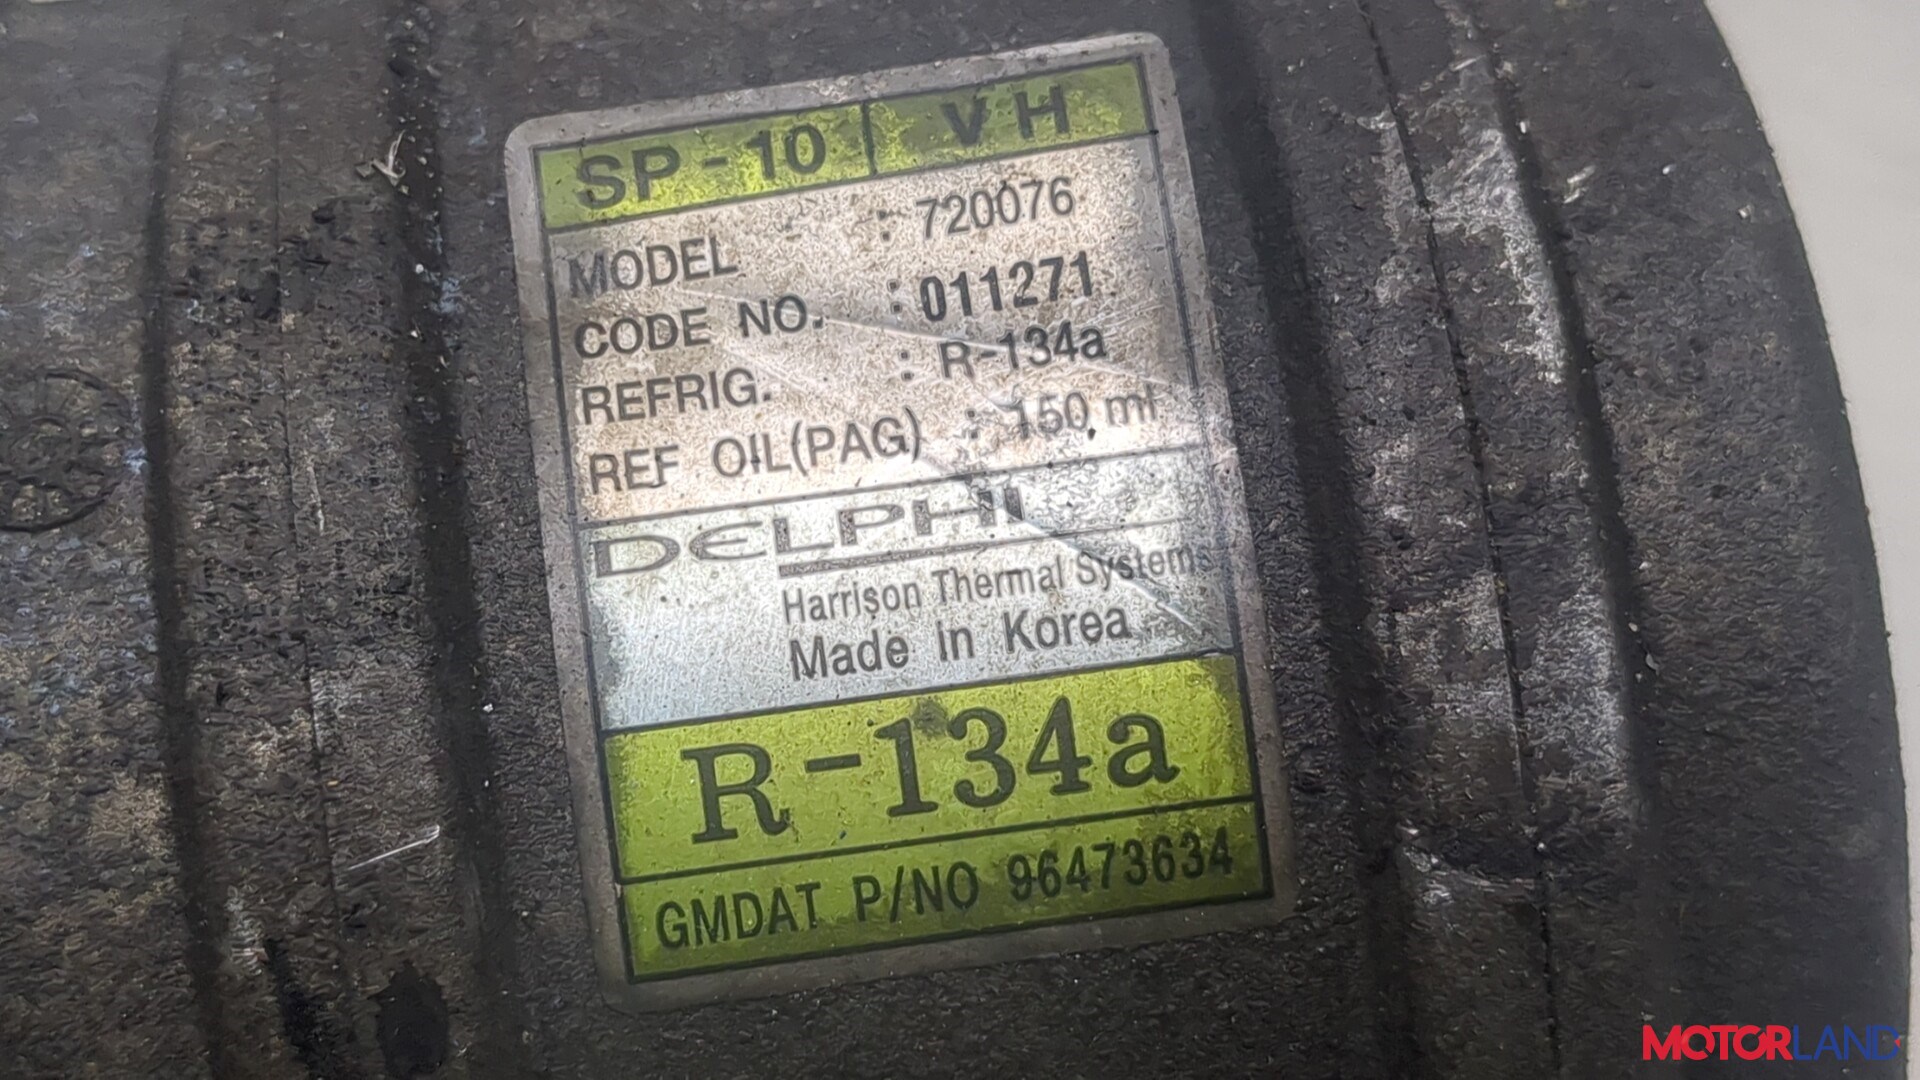 SP-10 VH
MODEL : 720076
CODE NO. : 011271
REFRIG. : R-134a
REF OIL(PAG) : 150 ml
DELPHI
Harrison Thermal Systems
Made in Korea
R-134a
GMDAT P/NO 96473634
MOTORLAND